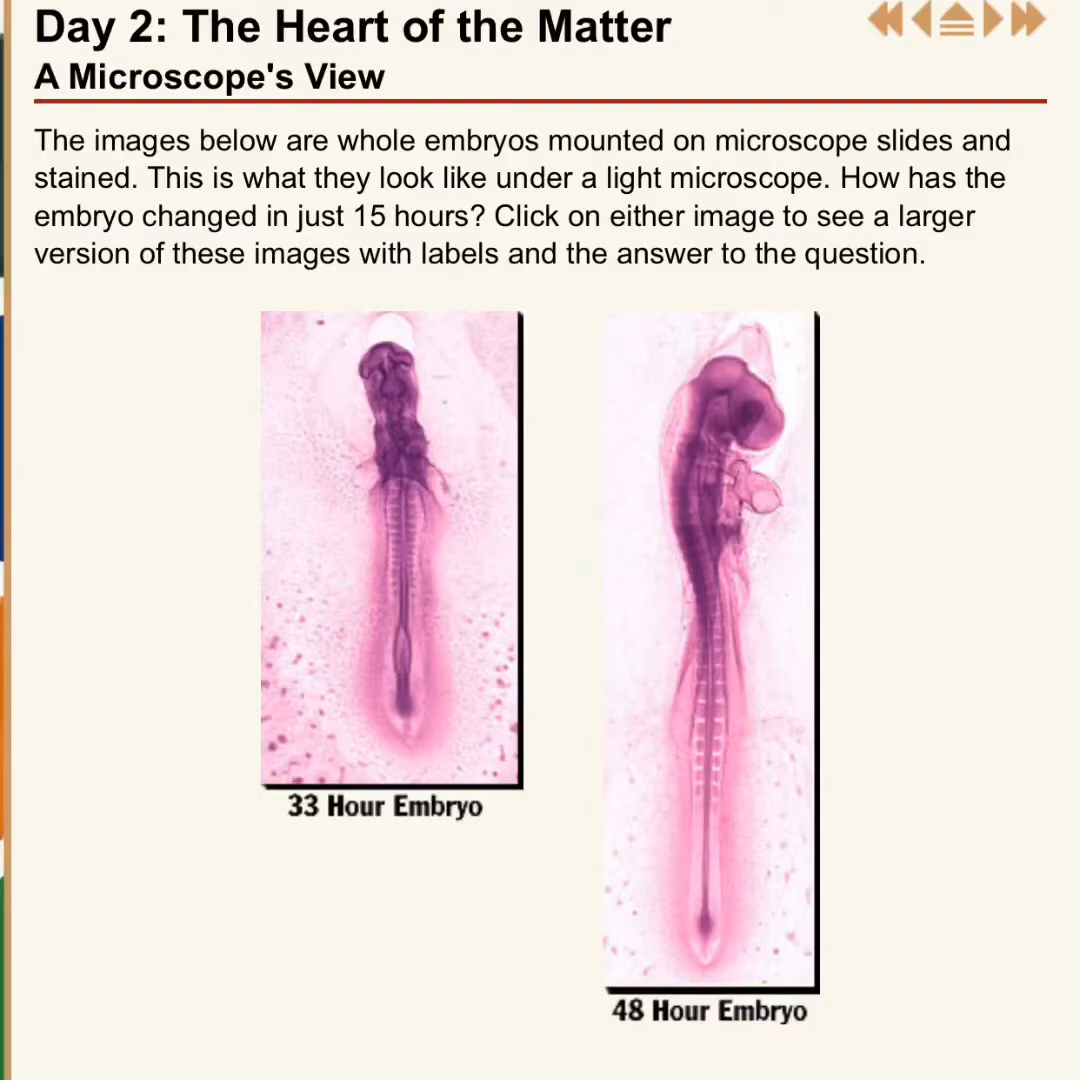 Day 2: The Heart of the Matter
A Microscope's View
The images below are whole embryos mounted on microscope slides and
stained. This is what they look like under a light microscope. How has the
embryo changed in just 15 hours? Click on either image to see a larger
version of these images with labels and the answer to the question.
33 Hour Embryo
48 Hour Embryo